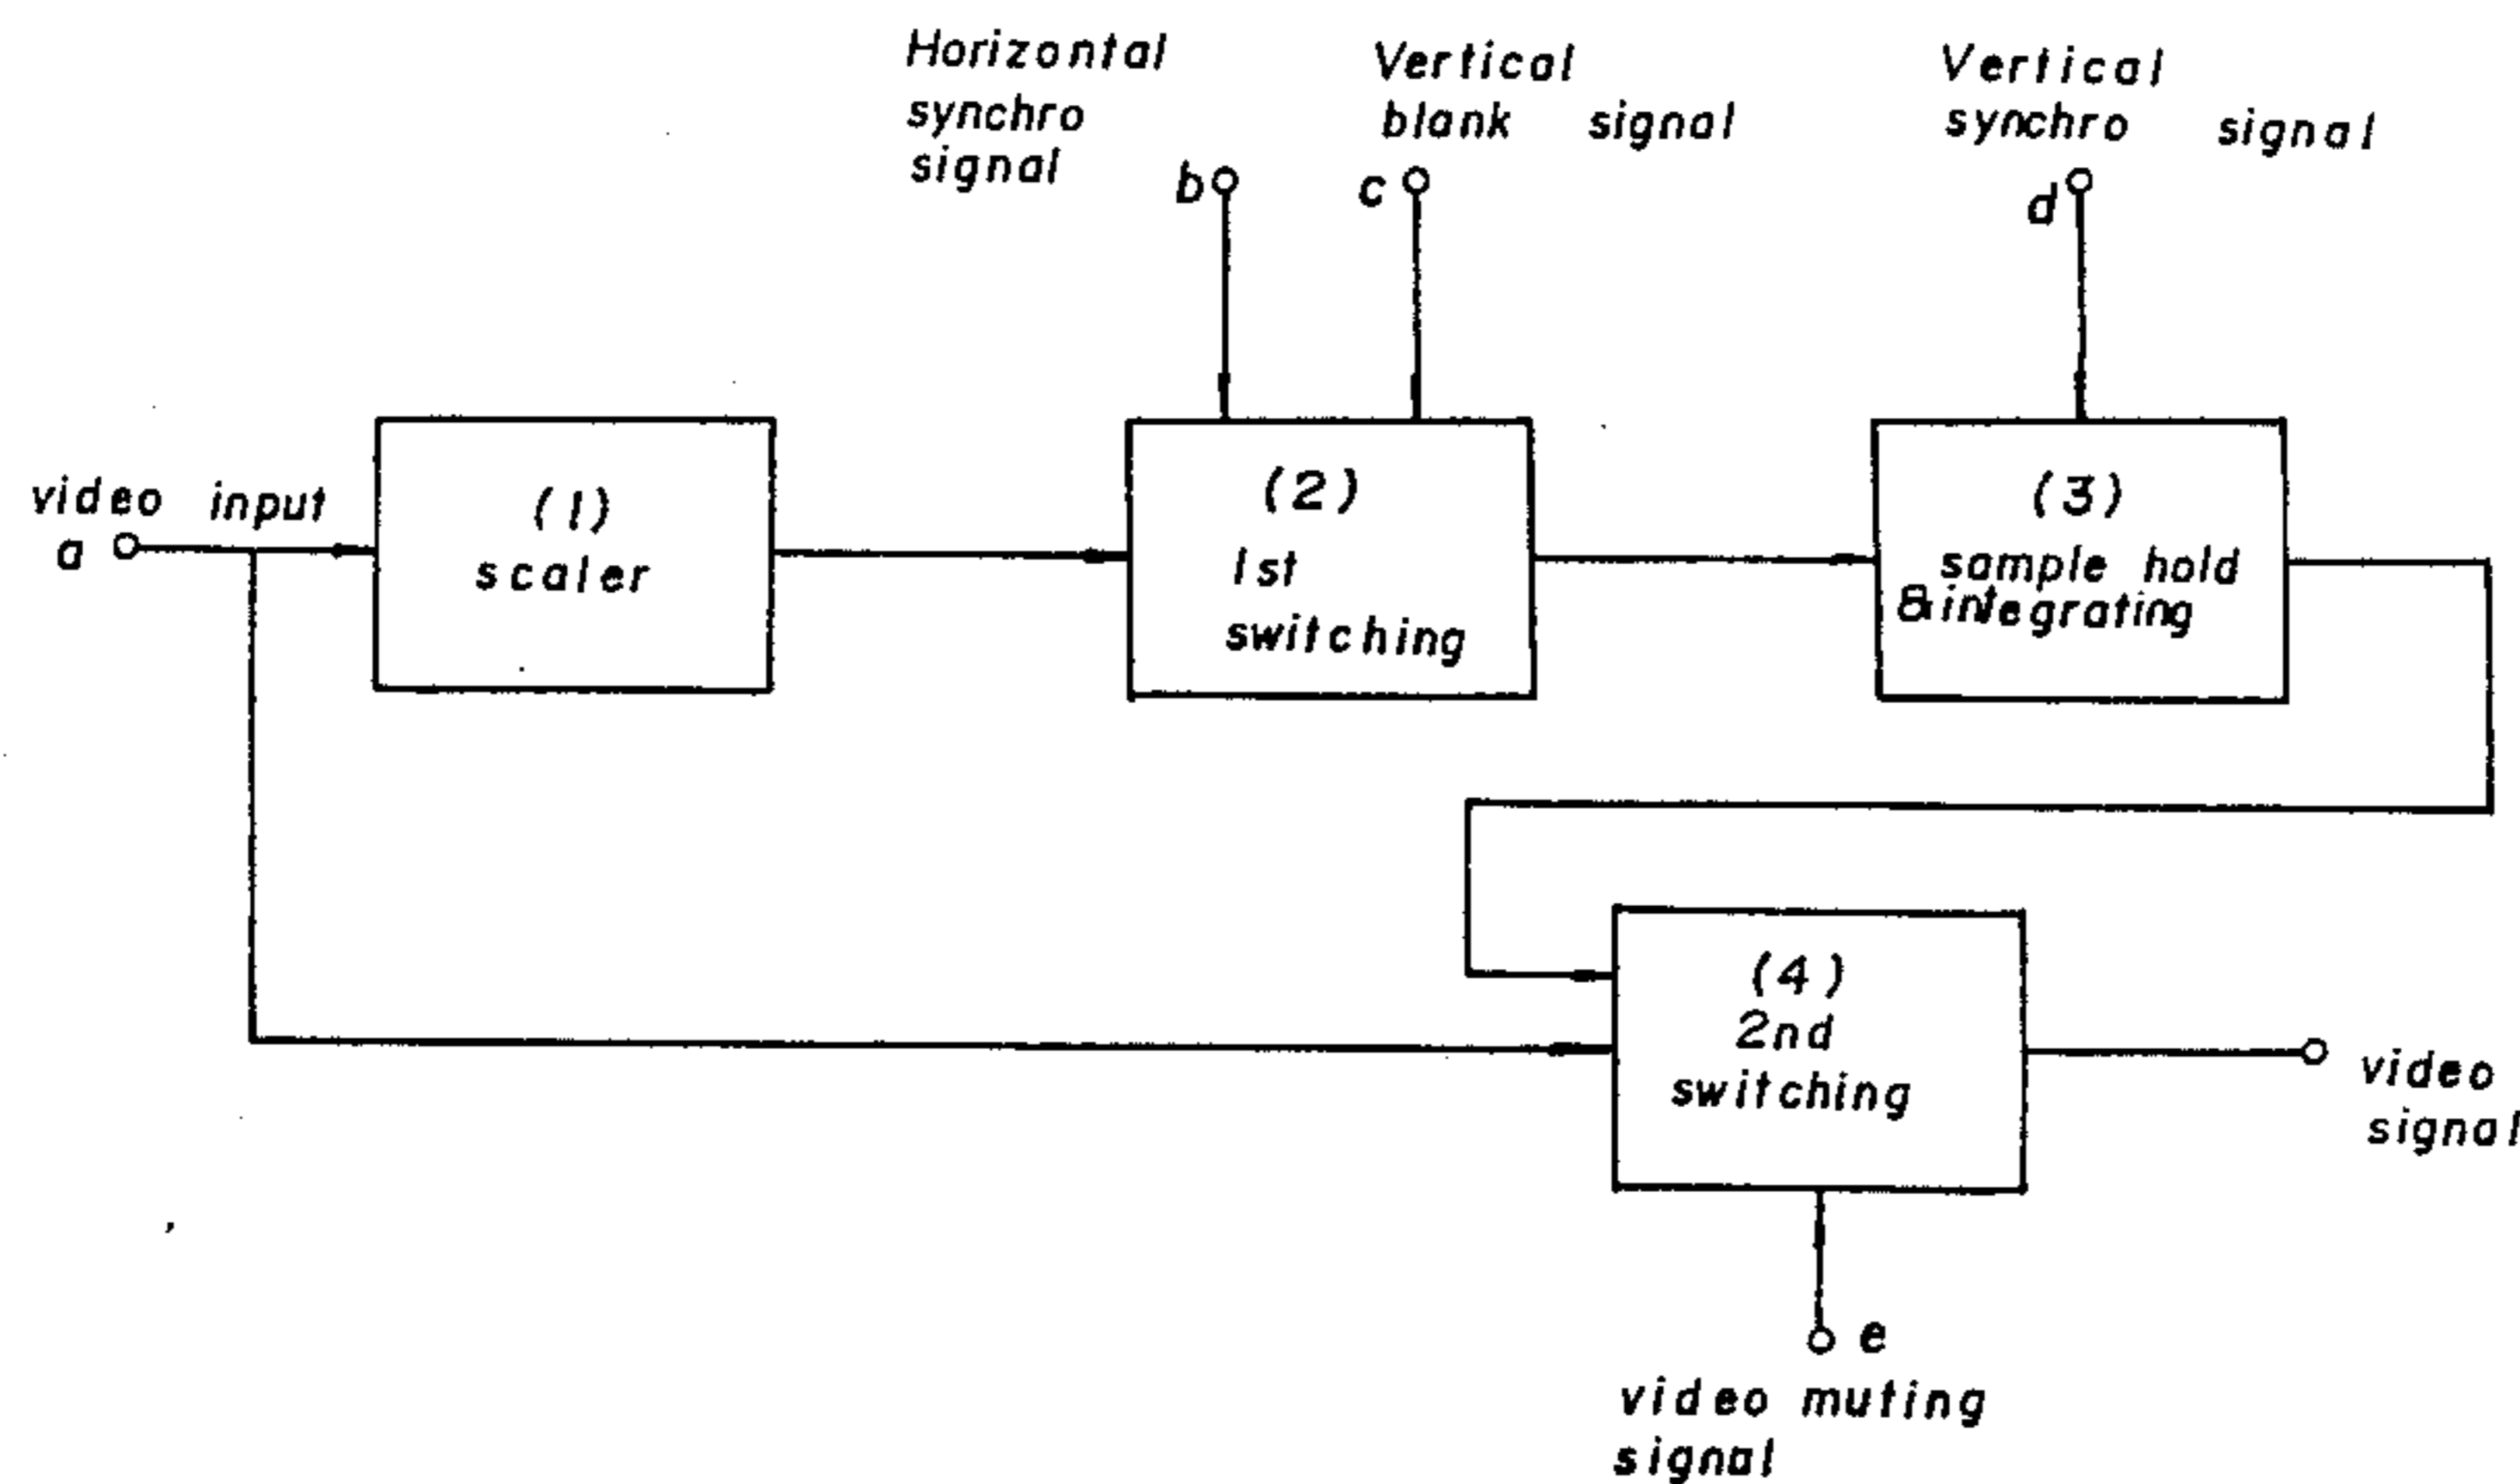 Horizontal
synchro
signal
b
Vertical
blank signal
c
Vertical
synchro signal
d
video input
a
(1)
scaler
(2)
1st
switching
(3)
sample hold
& integrating
(4)
2nd
switching
video
signal
e
video muting
signal